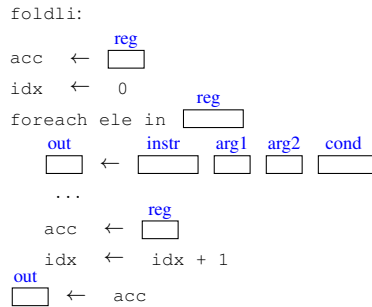 foldli:
reg
acc ←
idx ← 0
reg
foreach ele in
out instr arg1 arg2 cond
←
...
reg
acc ←
idx ← idx + 1
out
← acc